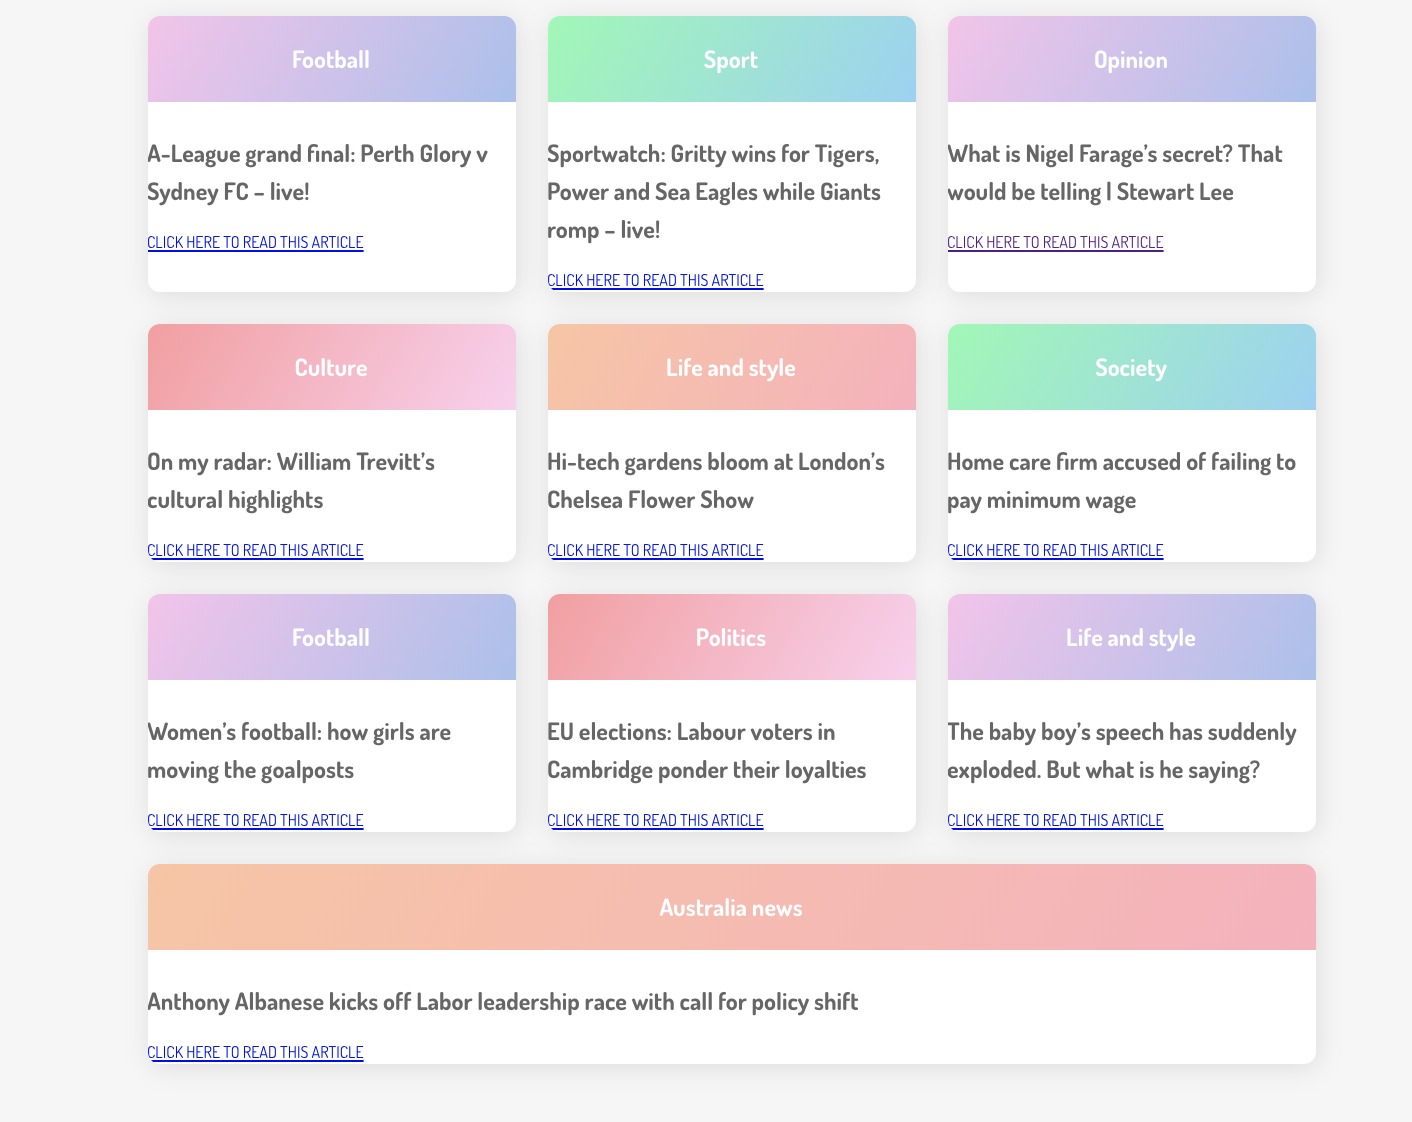 Football
A-League grand final: Perth Glory v
Sydney FC – live!
CLICK HERE TO READ THIS ARTICLE
Sport
Sportwatch: Gritty wins for Tigers,
Power and Sea Eagles while Giants
romp – live!
CLICK HERE TO READ THIS ARTICLE
Opinion
What is Nigel Farage’s secret? That
would be telling | Stewart Lee
CLICK HERE TO READ THIS ARTICLE
Culture
On my radar: William Trevitt’s
cultural highlights
CLICK HERE TO READ THIS ARTICLE
Life and style
Hi-tech gardens bloom at London’s
Chelsea Flower Show
CLICK HERE TO READ THIS ARTICLE
Society
Home care firm accused of failing to
pay minimum wage
CLICK HERE TO READ THIS ARTICLE
Football
Women’s football: how girls are
moving the goalposts
CLICK HERE TO READ THIS ARTICLE
Politics
EU elections: Labour voters in
Cambridge ponder their loyalties
CLICK HERE TO READ THIS ARTICLE
Life and style
The baby boy’s speech has suddenly
exploded. But what is he saying?
CLICK HERE TO READ THIS ARTICLE
Australia news
Anthony Albanese kicks off Labor leadership race with call for policy shift
CLICK HERE TO READ THIS ARTICLE